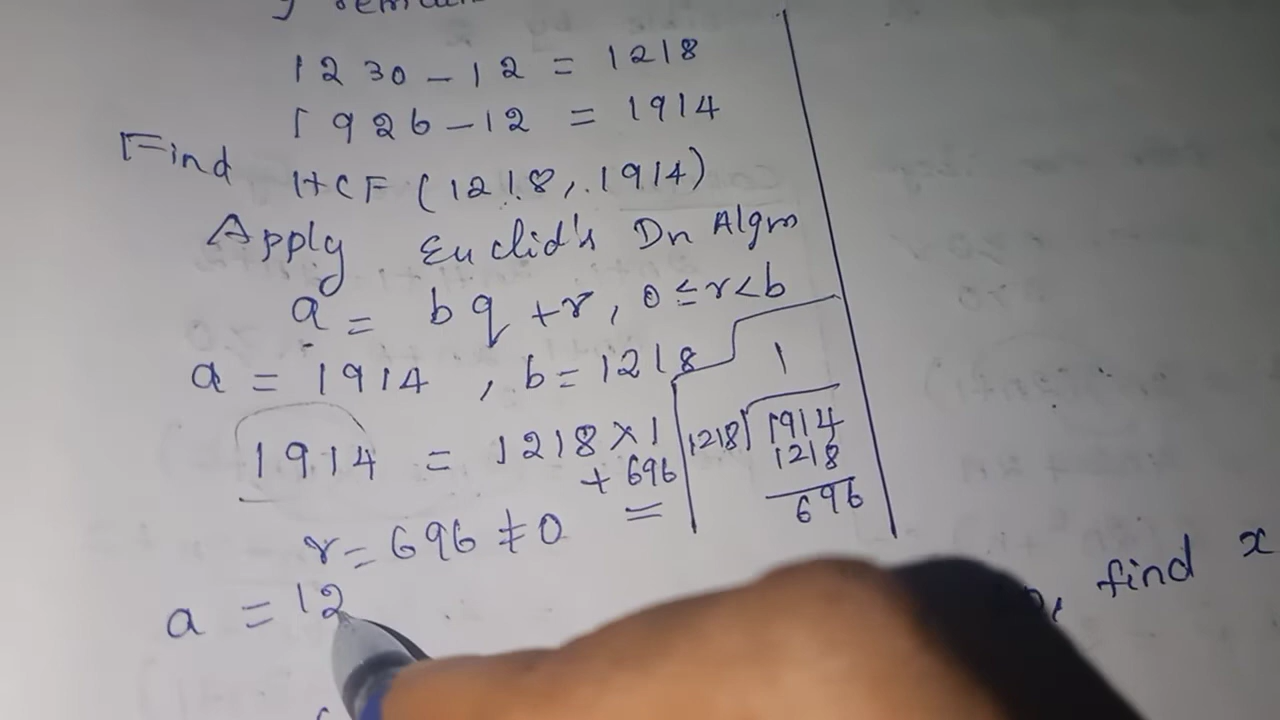 1230 - 12 = 1218
1926 - 12 = 1914
Find HCF (1218, 1914)
Apply Euclid's Dn Algm
a = bq + r, 0 ≤ r < b
a = 1914, b = 1218
1914 = 1218 × 1 + 696
r = 696 ≠ 0
a = 12
1
1218) 1914
1218
696
find x